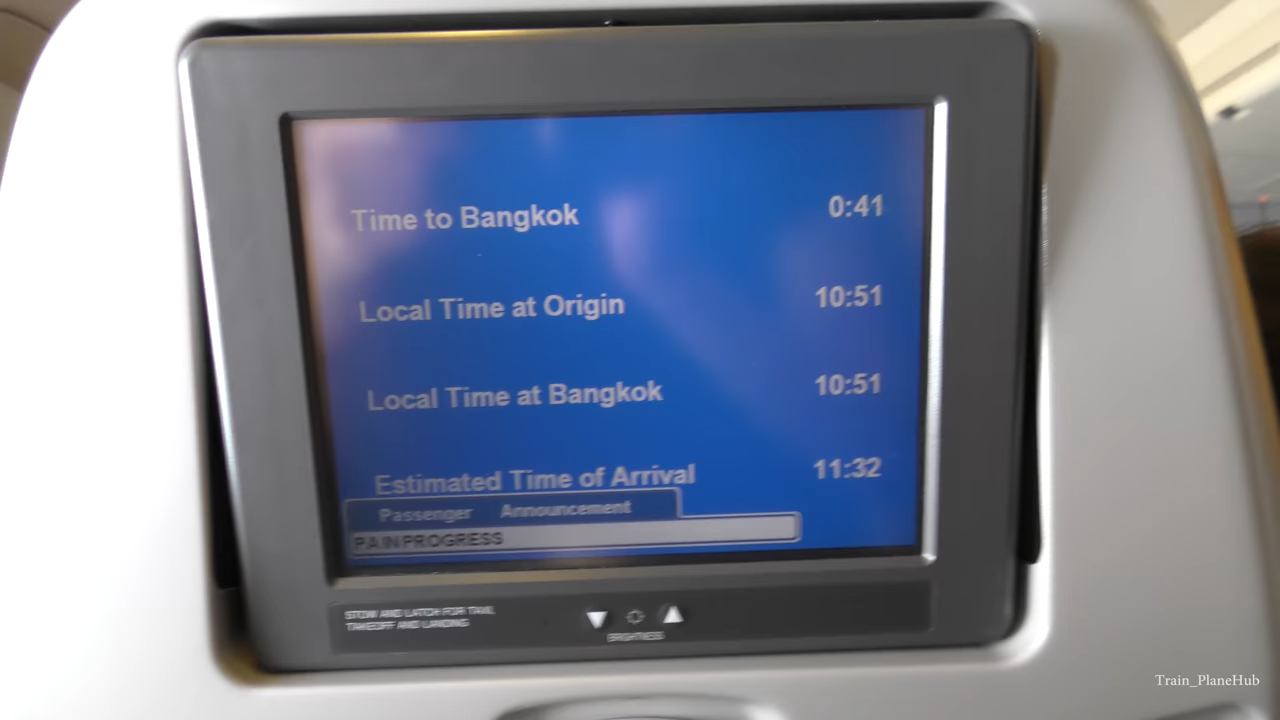 Time to Bangkok 0:41
Local Time at Origin 10:51
Local Time at Bangkok 10:51
Estimated Time of Arrival 11:32
Passenger Announcement
PA IN PROGRESS
STOW AND LATCH FOR TAXI,
TAKEOFF AND LANDING
BRIGHTNESS
Train_PlaneHub